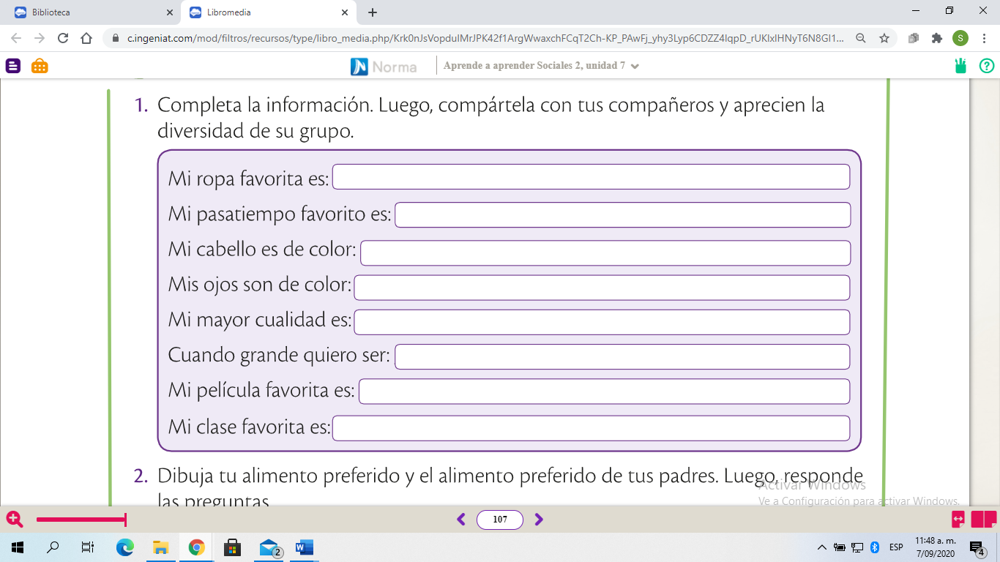 Biblioteca
Libromedia
c.ingeniat.com/mod/filtros/recursos/type/libro_media.php/
Norma
Aprende a aprender Sociales 2, unidad 7
1. Completa la información. Luego, compártela con tus compañeros y aprecien la
diversidad de su grupo.
Mi ropa favorita es:
Mi pasatiempo favorito es:
Mi cabello es de color:
Mis ojos son de color:
Mi mayor cualidad es:
Cuando grande quiero ser:
Mi película favorita es:
Mi clase favorita es:
2. Dibuja tu alimento preferido y el alimento preferido de tus padres. Luego, responde
las preguntas
Activar Windows
Ve a Configuración para activar Windows.
107
2
ESP
11:48 a. m.
7/09/2020
4